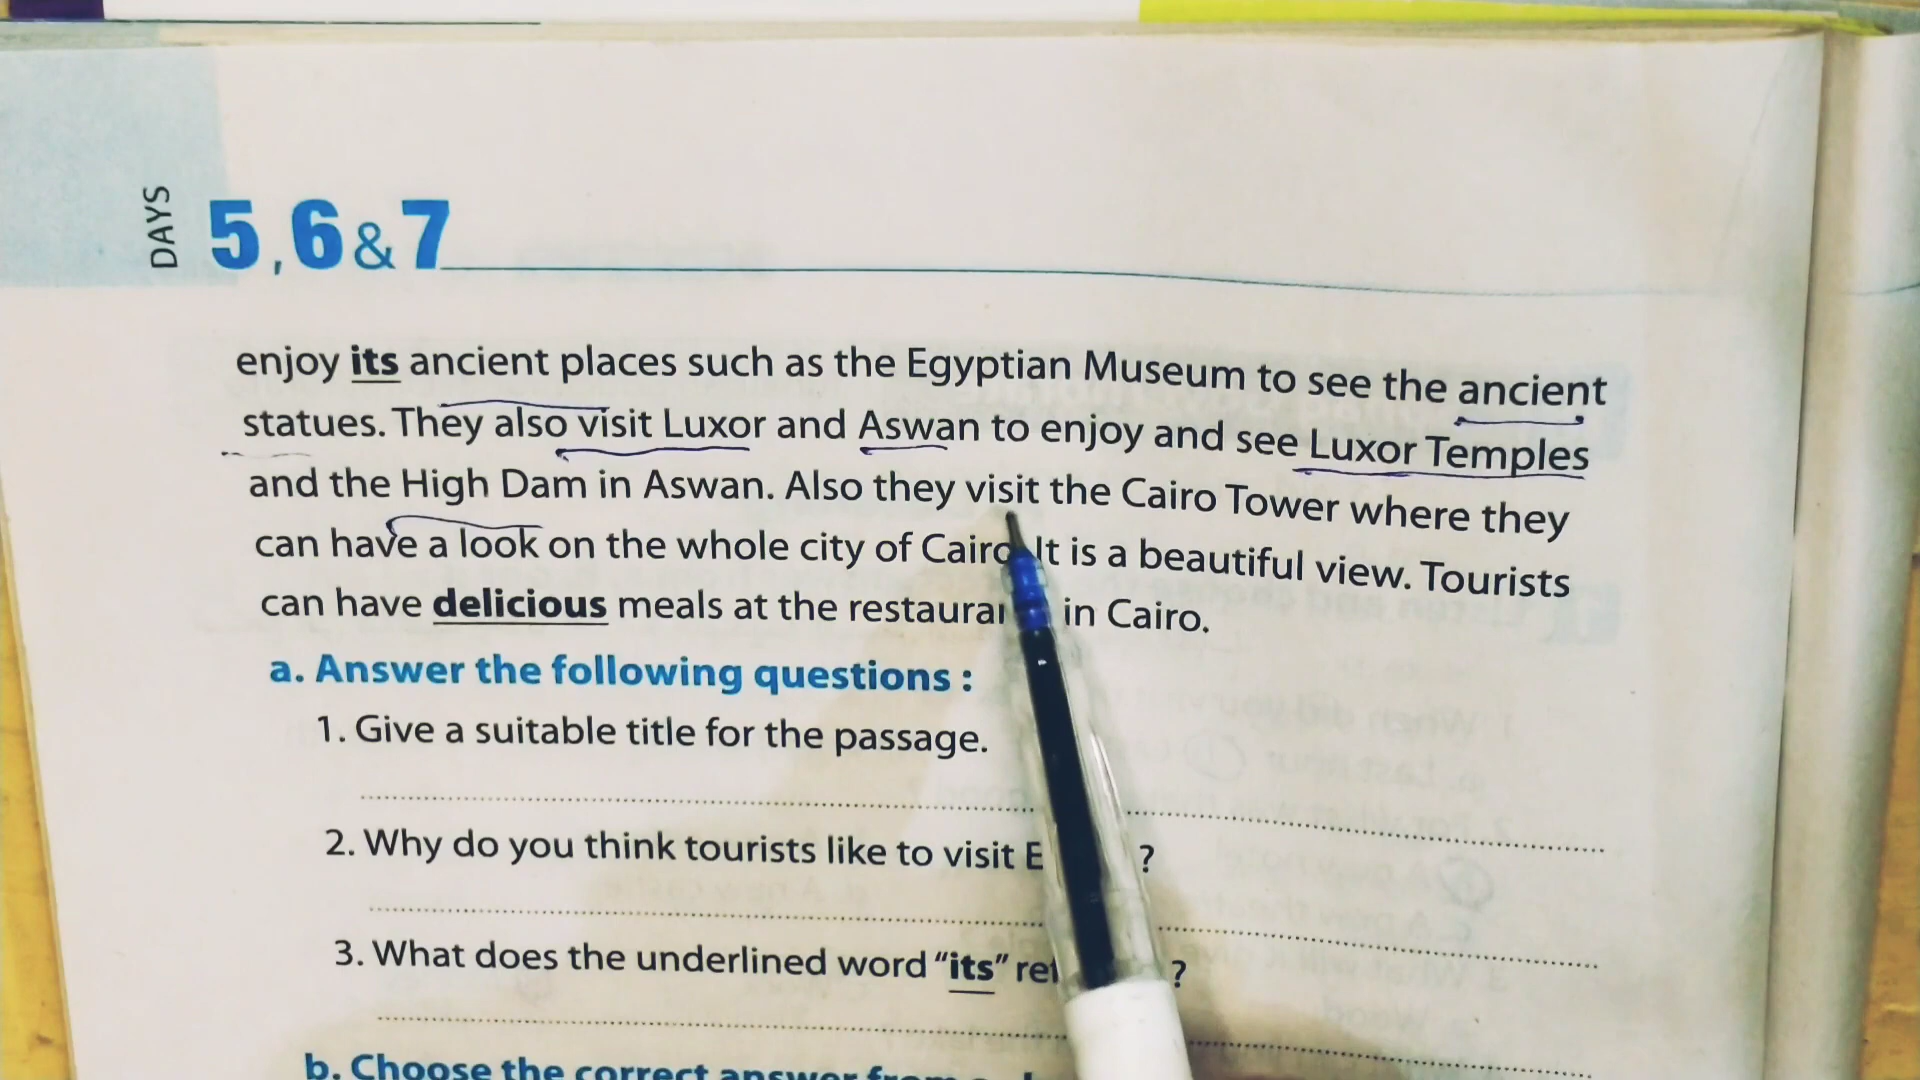 DAYS 5,6&7
enjoy its ancient places such as the Egyptian Museum to see the ancient
statues. They also visit Luxor and Aswan to enjoy and see Luxor Temples
and the High Dam in Aswan. Also they visit the Cairo Tower where they
can have a look on the whole city of Cairo It is a beautiful view. Tourists
can have delicious meals at the in Cairo.
a. Answer the following questions :
1. Give a suitable title for the passage.
2. Why do you think tourists like to visit ?
3. What does the underlined word "its" ?
b. Choose the correct answer